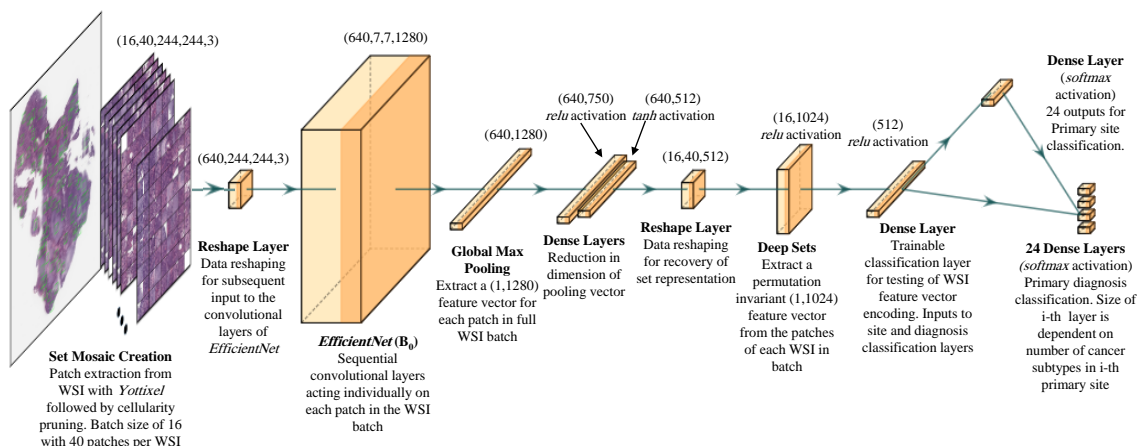 (16,40,244,244,3)
Set Mosaic Creation
Patch extraction from
WSI with Yottixel
followed by cellularity
pruning. Batch size of 16
with 40 patches per WSI
(640,244,244,3)
Reshape Layer
Data reshaping
for subsequent
input to the
convolutional
layers of
EfficientNet
(640,7,7,1280)
EfficientNet (B0)
Sequential
convolutional layers
acting individually on
each patch in the WSI
batch
(640,1280)
Global Max
Pooling
Extract a (1,1280)
feature vector for
each patch in full
WSI batch
(640,750)
relu activation
(640,512)
tanh activation
Dense Layers
Reduction in
dimension of
pooling vector
(16,40,512)
Reshape Layer
Data reshaping
for recovery of
set representation
(16,1024)
relu activation
Deep Sets
Extract a
permutation
invariant (1,1024)
feature vector
from the patches
of each WSI in
batch
(512)
relu activation
Dense Layer
Trainable
classification layer
for testing of WSI
feature vector
encoding. Inputs to
site and diagnosis
classification layers
Dense Layer
(softmax
activation)
24 outputs for
Primary site
classification.
24 Dense Layers
(softmax activation)
Primary diagnosis
classification. Size of
i-th layer is
dependent on
number of cancer
subtypes in i-th
primary site